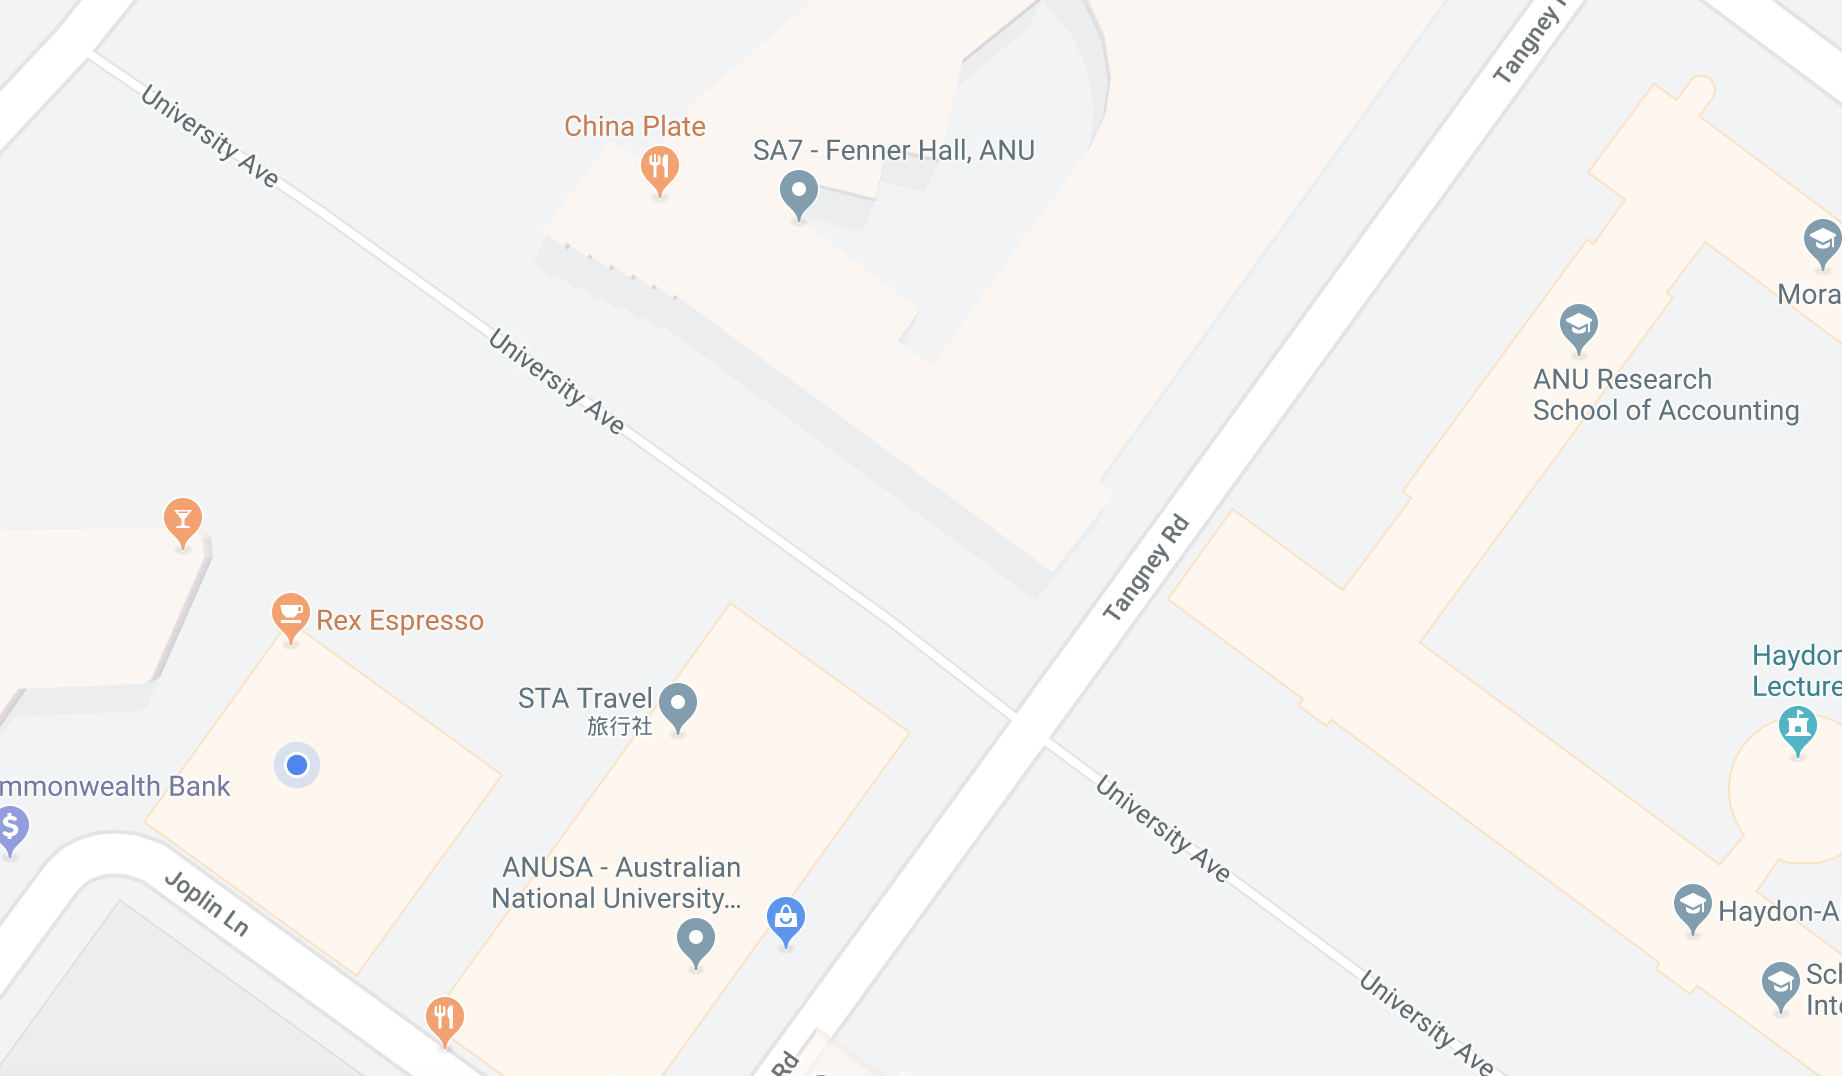 Tangney R
University Ave
China Plate
SA7 - Fenner Hall, ANU
Mora
University Ave
ANU Research
School of Accounting
Tangney Rd
Rex Espresso
Haydon
Lecture
STA Travel
旅行社
mmonwealth Bank
University Ave
ANUSA - Australian
National University...
Joplin Ln
Haydon-A
Sch
Inte
University Ave
Rd